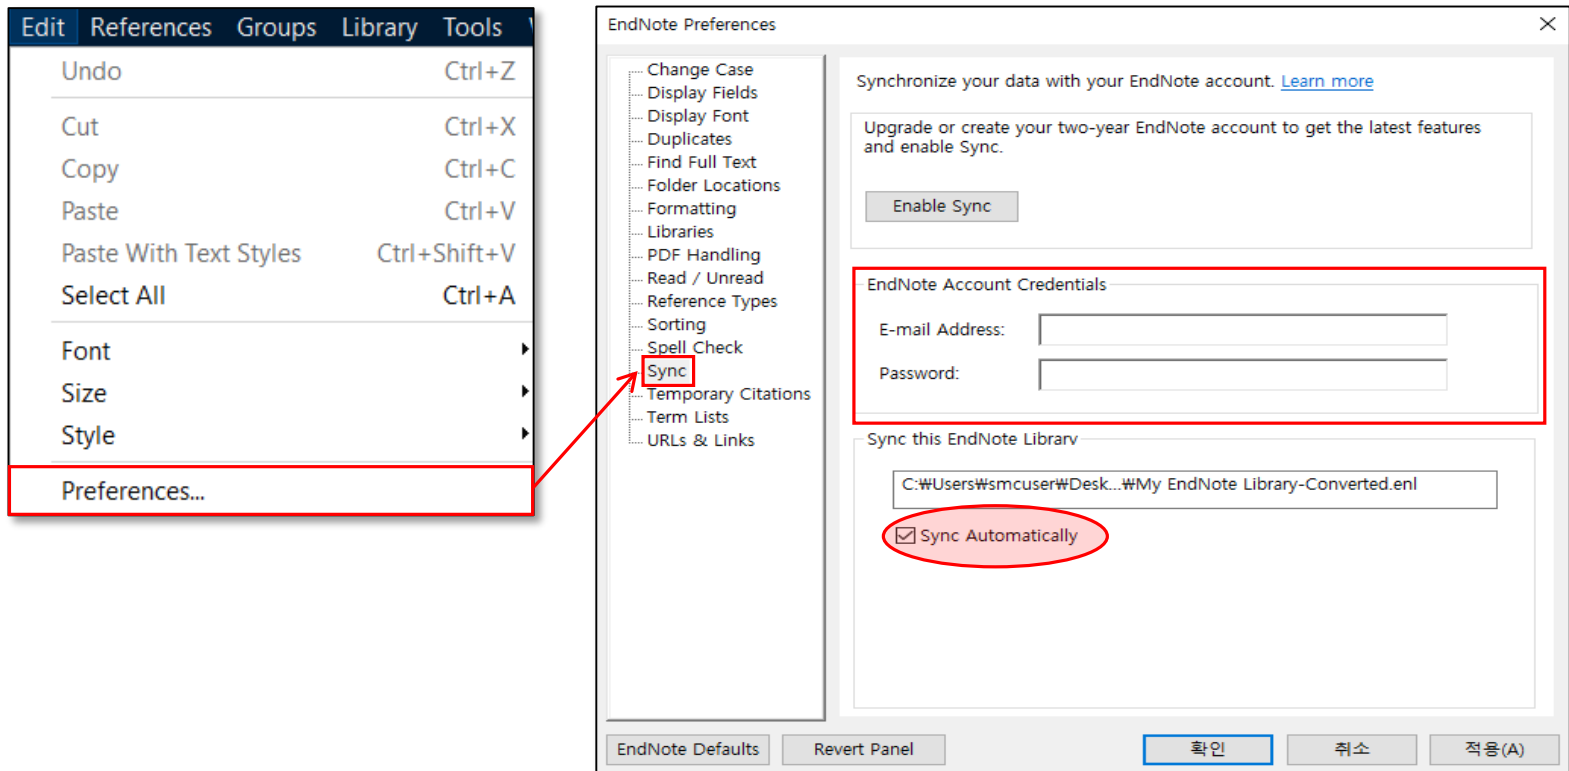 Edit References Groups Library Tools
Undo Ctrl+Z
Cut Ctrl+X
Copy Ctrl+C
Paste Ctrl+V
Paste With Text Styles Ctrl+Shift+V
Select All Ctrl+A
Font
Size
Style
Preferences...
EndNote Preferences
Change Case
Display Fields
Display Font
Duplicates
Find Full Text
Folder Locations
Formatting
Libraries
PDF Handling
Read / Unread
Reference Types
Sorting
Spell Check
Sync
Temporary Citations
Term Lists
URLs & Links
Synchronize your data with your EndNote account. Learn more
Upgrade or create your two-year EndNote account to get the latest features
and enable Sync.
Enable Sync
EndNote Account Credentials
E-mail Address:
Password:
Sync this EndNote Library
C:₩Users₩smcuser₩Desk...₩My EndNote Library-Converted.enl
Sync Automatically
EndNote Defaults Revert Panel 확인 취소 적용(A)